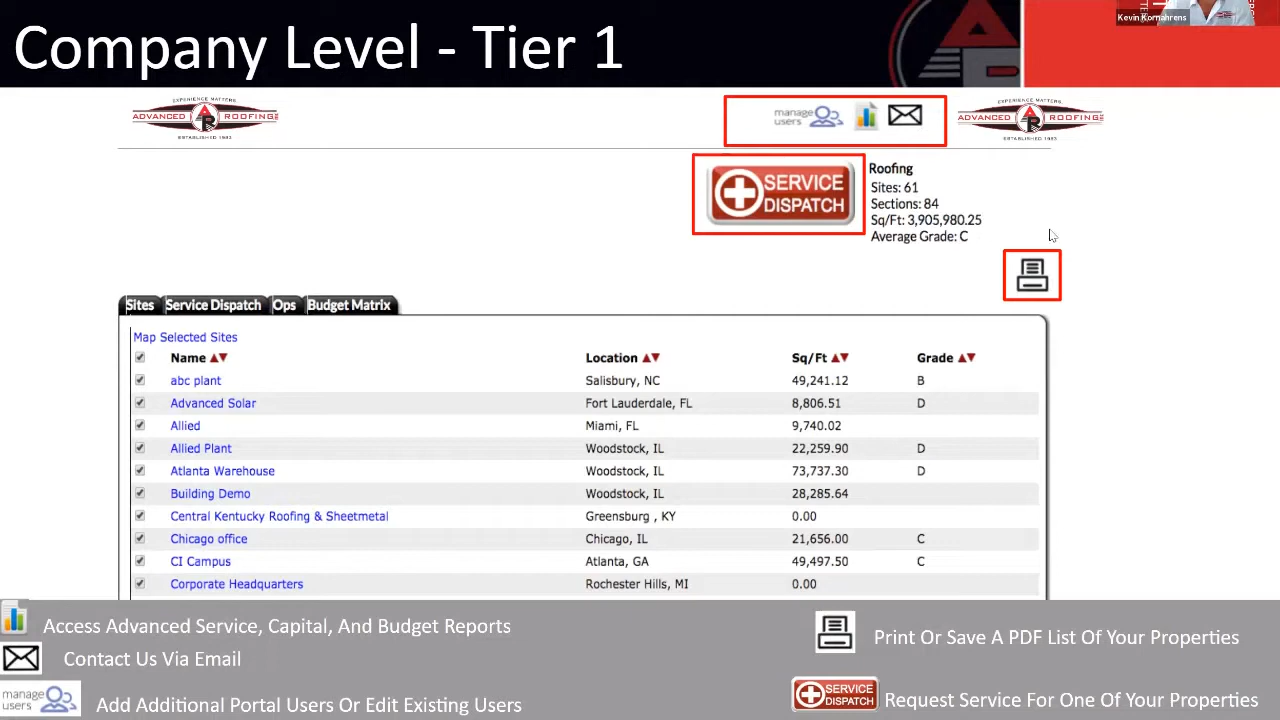 Company Level - Tier 1
Kevin Kornahrens
EXPERIENCE MATTERS
ADVANCED ROOFING
ESTABLISHED 1983
manage users
EXPERIENCE MATTERS
ADVANCED ROOFING
ESTABLISHED 1983
SERVICE DISPATCH
Roofing
Sites: 61
Sections: 84
Sq/Ft: 3,905,980.25
Average Grade: C
Sites Service Dispatch Ops Budget Matrix
Map Selected Sites
Name Location Sq/Ft Grade
abc plant Salisbury, NC 49,241.12 B
Advanced Solar Fort Lauderdale, FL 8,806.51 D
Allied Miami, FL 9,740.02
Allied Plant Woodstock, IL 22,259.90 D
Atlanta Warehouse Woodstock, IL 73,737.30 D
Building Demo Woodstock, IL 28,285.64
Central Kentucky Roofing & Sheetmetal Greensburg , KY 0.00
Chicago office Chicago, IL 21,656.00 C
CI Campus Atlanta, GA 49,497.50 C
Corporate Headquarters Rochester Hills, MI 0.00
Access Advanced Service, Capital, And Budget Reports
Contact Us Via Email
manage users Add Additional Portal Users Or Edit Existing Users
Print Or Save A PDF List Of Your Properties
SERVICE DISPATCH Request Service For One Of Your Properties